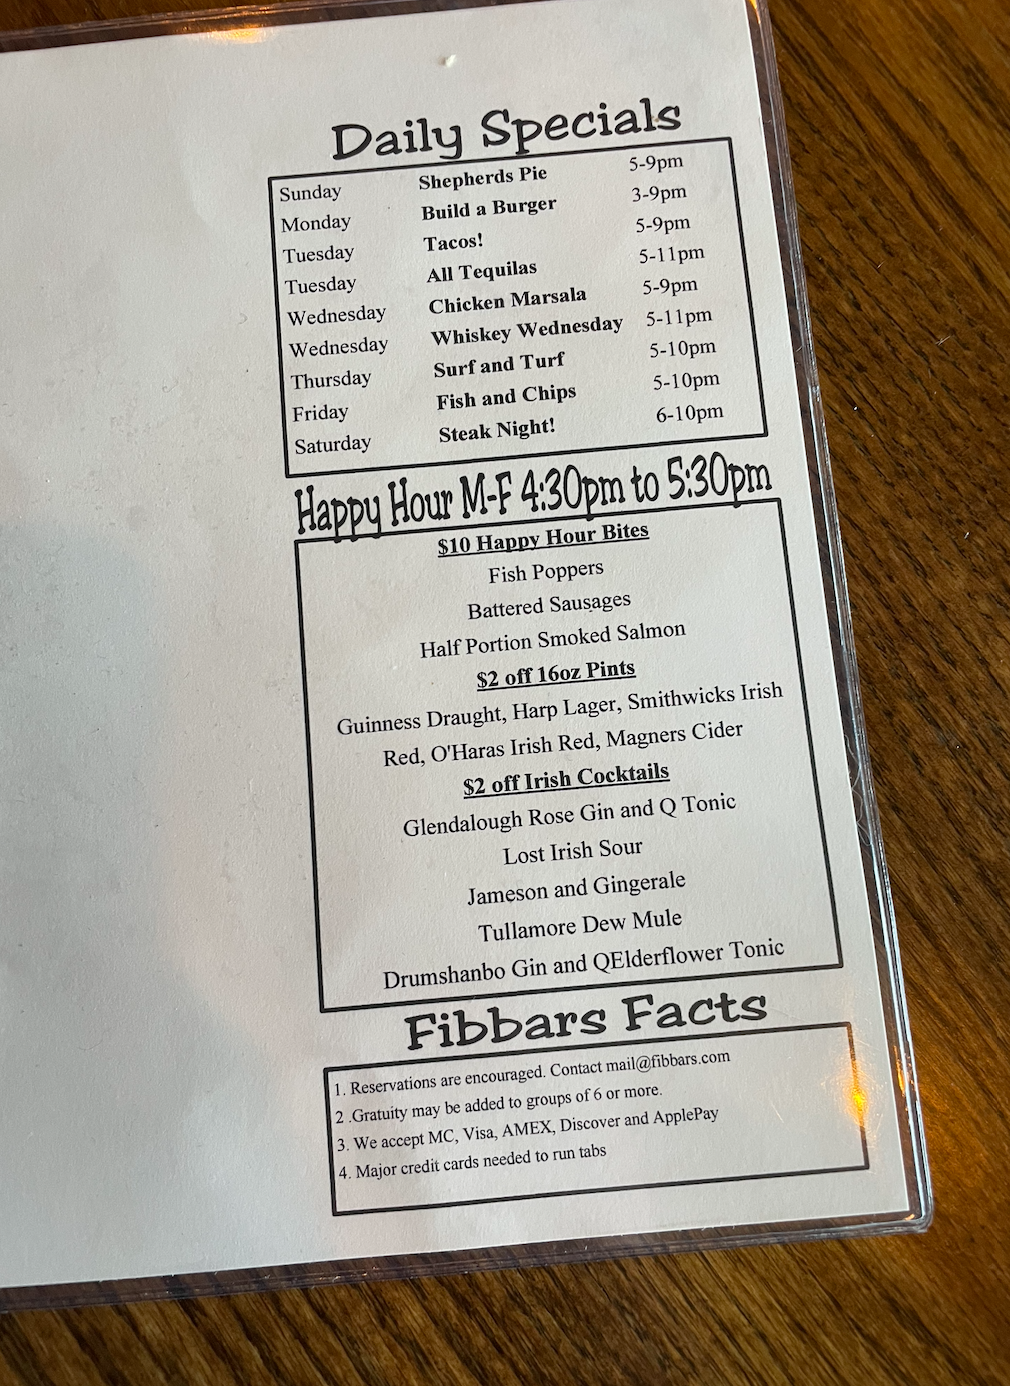 Daily Specials
Sunday Shepherds Pie 5-9pm
Monday Build a Burger 3-9pm
Tuesday Tacos! 5-9pm
Tuesday All Tequilas 5-11pm
Wednesday Chicken Marsala 5-9pm
Wednesday Whiskey Wednesday 5-11pm
Thursday Surf and Turf 5-10pm
Friday Fish and Chips 5-10pm
Saturday Steak Night! 6-10pm
Happy Hour M-F 4:30pm to 5:30pm
$10 Happy Hour Bites
Fish Poppers
Battered Sausages
Half Portion Smoked Salmon
$2 off 16oz Pints
Guinness Draught, Harp Lager, Smithwicks Irish
Red, O'Haras Irish Red, Magners Cider
$2 off Irish Cocktails
Glendalough Rose Gin and Q Tonic
Lost Irish Sour
Jameson and Gingerale
Tullamore Dew Mule
Drumshanbo Gin and QElderflower Tonic
Fibbars Facts
1. Reservations are encouraged. Contact mail@fibbars.com
2 .Gratuity may be added to groups of 6 or more.
3. We accept MC, Visa, AMEX, Discover and ApplePay
4. Major credit cards needed to run tabs